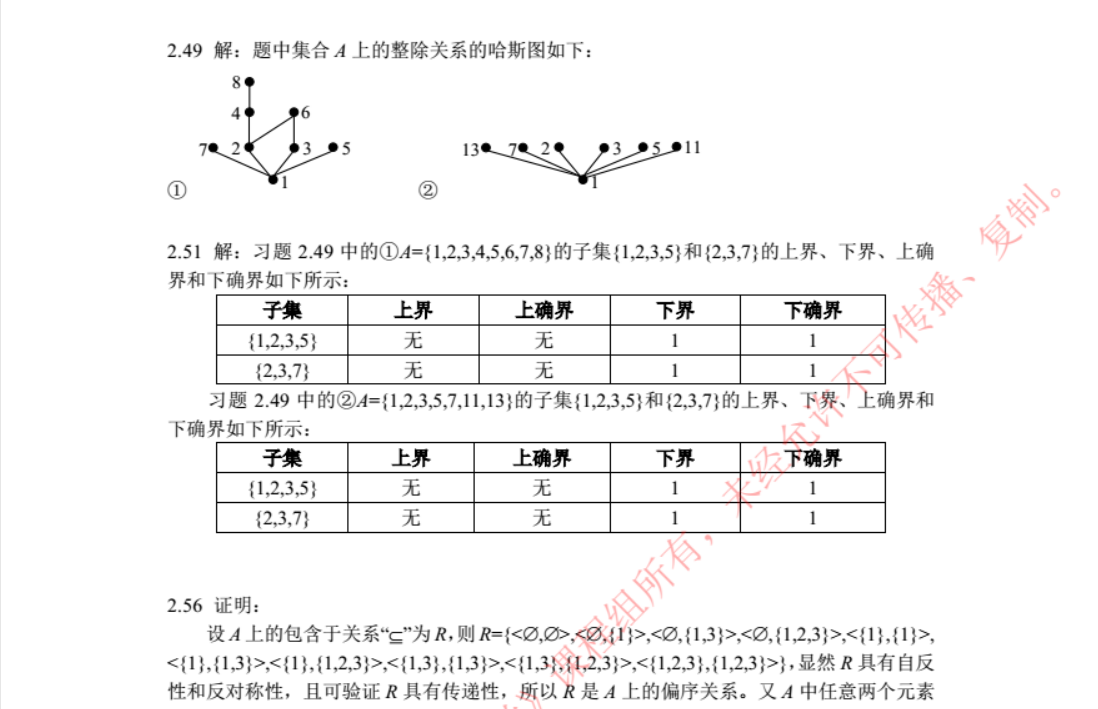 2.49 解：题中集合 A 上的整除关系的哈斯图如下：
8
4 6
7 2 3 5 13 7 2 3 5 11
1 1
① ②
2.51 解：习题 2.49 中的①A={1,2,3,4,5,6,7,8}的子集{1,2,3,5}和{2,3,7}的上界、下界、上确
界和下确界如下所示：
子集 上界 上确界 下界 下确界
{1,2,3,5} 无 无 1 1
{2,3,7} 无 无 1 1
习题 2.49 中的②A={1,2,3,5,7,11,13}的子集{1,2,3,5}和{2,3,7}的上界、下界、上确界和
下确界如下所示：
子集 上界 上确界 下界 下确界
{1,2,3,5} 无 无 1 1
{2,3,7} 无 无 1 1
2.56 证明：
设 A 上的包含于关系“⊆”为 R，则 R={<∅,∅>,<∅,{1}>,<∅,{1,3}>,<∅,{1,2,3}>,<{1},{1}>,
<{1},{1,3}>,<{1},{1,2,3}>,<{1,3},{1,3}>,<{1,3},{1,2,3}>,<{1,2,3},{1,2,3}>}，显然 R 具有自反
性和反对称性，且可验证 R 具有传递性，所以 R 是 A 上的偏序关系。又 A 中任意两个元素
》课程组所有，未经允许不可传播、复制。